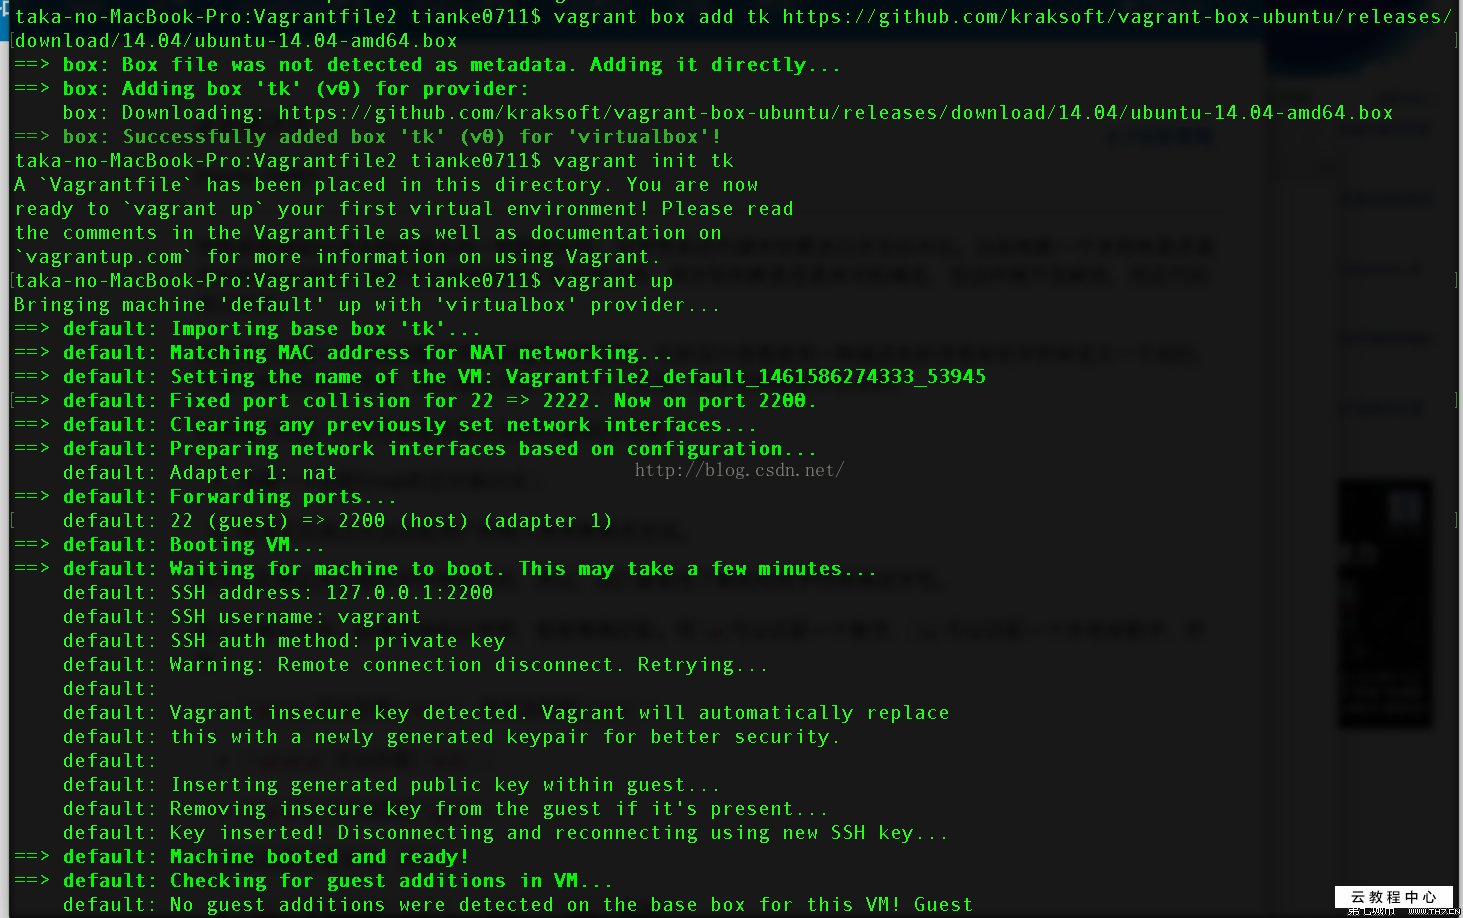 taka-no-MacBook-Pro:Vagrantfile2 tianke0711$ vagrant box add tk https://github.com/kraksoft/vagrant-box-ubuntu/releases/
[download/14.04/ubuntu-14.04-amd64.box ]
==> box: Box file was not detected as metadata. Adding it directly...
==> box: Adding box 'tk' (v0) for provider:
    box: Downloading: https://github.com/kraksoft/vagrant-box-ubuntu/releases/download/14.04/ubuntu-14.04-amd64.box
==> box: Successfully added box 'tk' (v0) for 'virtualbox'!
taka-no-MacBook-Pro:Vagrantfile2 tianke0711$ vagrant init tk
A `Vagrantfile` has been placed in this directory. You are now
ready to `vagrant up` your first virtual environment! Please read
the comments in the Vagrantfile as well as documentation on
`vagrantup.com` for more information on using Vagrant.
[taka-no-MacBook-Pro:Vagrantfile2 tianke0711$ vagrant up ]
Bringing machine 'default' up with 'virtualbox' provider...
==> default: Importing base box 'tk'...
==> default: Matching MAC address for NAT networking...
==> default: Setting the name of the VM: Vagrantfile2_default_1461586274333_53945
[==> default: Fixed port collision for 22 => 2222. Now on port 2200. ]
==> default: Clearing any previously set network interfaces...
==> default: Preparing network interfaces based on configuration...
    default: Adapter 1: nat
http://blog.csdn.net/
==> default: Forwarding ports...
[    default: 22 (guest) => 2200 (host) (adapter 1) ]
==> default: Booting VM...
==> default: Waiting for machine to boot. This may take a few minutes...
    default: SSH address: 127.0.0.1:2200
    default: SSH username: vagrant
    default: SSH auth method: private key
    default: Warning: Remote connection disconnect. Retrying...
    default:
    default: Vagrant insecure key detected. Vagrant will automatically replace
    default: this with a newly generated keypair for better security.
    default:
    default: Inserting generated public key within guest...
    default: Removing insecure key from the guest if it's present...
    default: Key inserted! Disconnecting and reconnecting using new SSH key...
==> default: Machine booted and ready!
==> default: Checking for guest additions in VM...
    default: No guest additions were detected on the base box for this VM! Guest
云教程中心
第七城市 WWW.TH7.CN